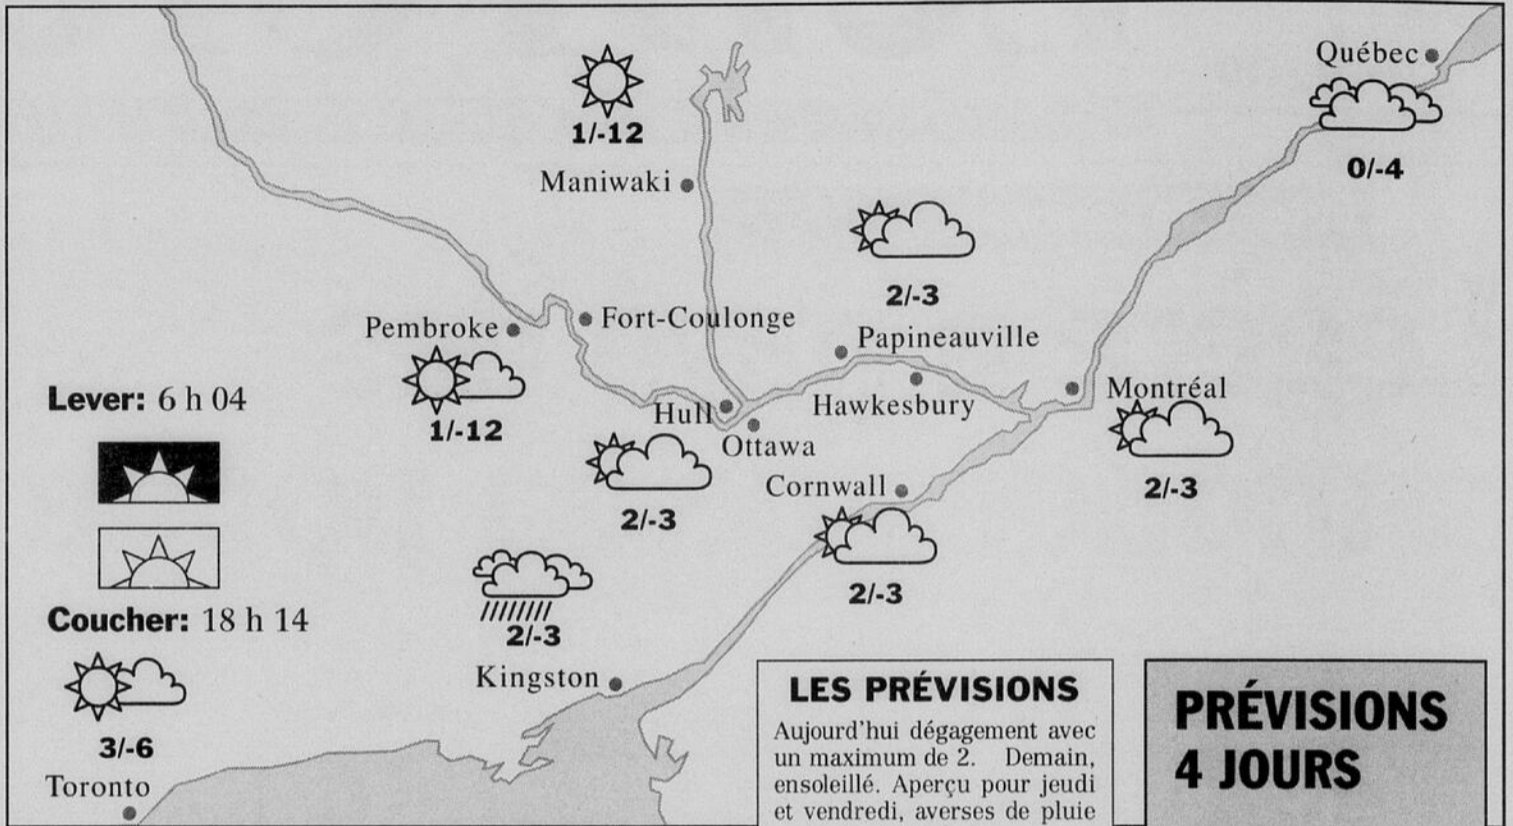 Québec
1/-12
0/-4
Maniwaki
2/-3
Pembroke
Fort-Coulonge
Papineauville
Lever: 6 h 04
1/-12
Hull
Ottawa
Hawkesbury
Montréal
2/-3
Cornwall
2/-3
2/-3
Coucher: 18 h 14
2/-3
Kingston
3/-6
Toronto
LES PRÉVISIONS
Aujourd'hui dégagement avec
un maximum de 2. Demain,
ensoleillé. Aperçu pour jeudi
et vendredi, averses de pluie
PRÉVISIONS
4 JOURS